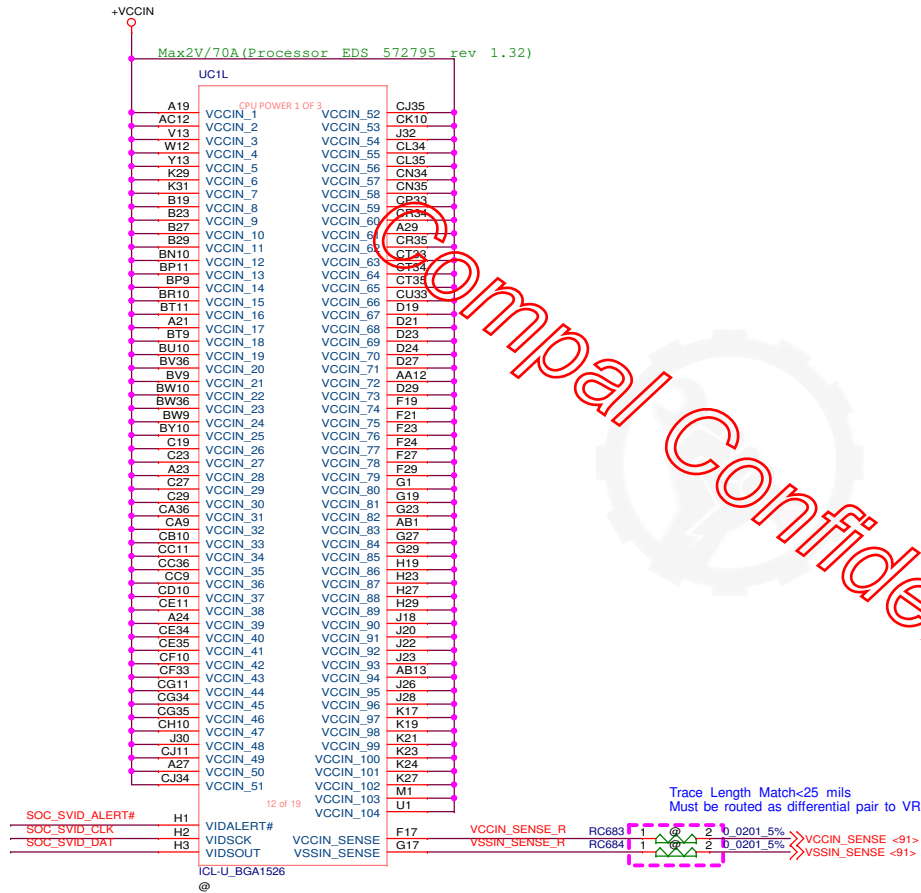 +VCCIN
Max2V/70A(Processor EDS 572795 rev 1.32)
UC1L
CPU POWER 1 OF 3
A19 VCCIN_1 VCCIN_52 CJ35
AC12 VCCIN_2 VCCIN_53 CK10
V13 VCCIN_3 VCCIN_54 J32
W12 VCCIN_4 VCCIN_55 CL34
Y13 VCCIN_5 VCCIN_56 CL35
K29 VCCIN_6 VCCIN_57 CN34
K31 VCCIN_7 VCCIN_58 CN35
B19 VCCIN_8 VCCIN_59 CP33
B23 VCCIN_9 VCCIN_60 CR34
B27 VCCIN_10 VCCIN_61 A29
B29 VCCIN_11 VCCIN_62 CR35
BN10 VCCIN_12 VCCIN_63 CT33
BP11 VCCIN_13 VCCIN_64 CT34
BP9 VCCIN_14 VCCIN_65 CT35
BR10 VCCIN_15 VCCIN_66 CU33
BT11 VCCIN_16 VCCIN_67 D19
A21 VCCIN_17 VCCIN_68 D21
BT9 VCCIN_18 VCCIN_69 D23
BU10 VCCIN_19 VCCIN_70 D24
BV36 VCCIN_20 VCCIN_71 D27
BV9 VCCIN_21 VCCIN_72 AA12
BW10 VCCIN_22 VCCIN_73 D29
BW36 VCCIN_23 VCCIN_74 F19
BW9 VCCIN_24 VCCIN_75 F21
BY10 VCCIN_25 VCCIN_76 F23
C19 VCCIN_26 VCCIN_77 F24
C23 VCCIN_27 VCCIN_78 F27
A23 VCCIN_28 VCCIN_79 F29
C27 VCCIN_29 VCCIN_80 G1
C29 VCCIN_30 VCCIN_81 G19
CA36 VCCIN_31 VCCIN_82 G23
CA9 VCCIN_32 VCCIN_83 AB1
CB10 VCCIN_33 VCCIN_84 G27
CC11 VCCIN_34 VCCIN_85 G29
CC36 VCCIN_35 VCCIN_86 H19
CC9 VCCIN_36 VCCIN_87 H23
CD10 VCCIN_37 VCCIN_88 H27
CE11 VCCIN_38 VCCIN_89 H29
A24 VCCIN_39 VCCIN_90 J18
CE34 VCCIN_40 VCCIN_91 J20
CE35 VCCIN_41 VCCIN_92 J22
CF10 VCCIN_42 VCCIN_93 J23
CF33 VCCIN_43 VCCIN_94 AB13
CG11 VCCIN_44 VCCIN_95 J26
CG34 VCCIN_45 VCCIN_96 J28
CG35 VCCIN_46 VCCIN_97 K17
CH10 VCCIN_47 VCCIN_98 K19
J30 VCCIN_48 VCCIN_99 K21
CJ11 VCCIN_49 VCCIN_100 K23
A27 VCCIN_50 VCCIN_101 K24
CJ34 VCCIN_51 VCCIN_102 K27
VCCIN_103 M1
VCCIN_104 U1
12 of 19
Trace Length Match<25 mils
Must be routed as differential pair to VR
SOC_SVID_ALERT# H1 VIDALERT#
SOC_SVID_CLK H2 VIDSCK VCCIN_SENSE F17 VCCIN_SENSE_R RC683 1 @ 2 0_0201_5% VCCIN_SENSE <91>
SOC_SVID_DAT H3 VIDSOUT VSSIN_SENSE G17 VSSIN_SENSE_R RC684 1 @ 2 0_0201_5% VSSIN_SENSE <91>
ICL-U_BGA1526
@
Compal Confide